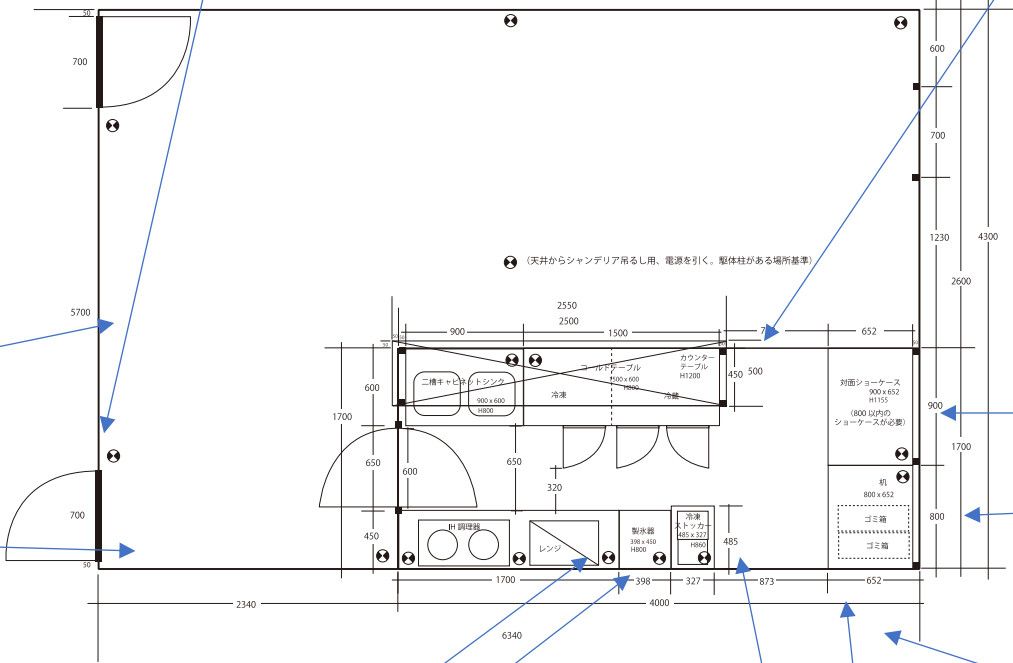 50
700
600
700
1230
4300
2600
（天井からシャンデリア吊るし用、電源を引く。駆体柱がある場所基準）
5700
2550
2500
900
1500
652
50
50
600
二槽キャビネットシンク
900 x 600
H800
コールドテーブル
1500 x 600
H800
冷凍
冷蔵
カウンター
テーブル
H1200
450
500
対面ショーケース
900 x 652
H1155
（800 以内の
ショーケースが必要）
900
1700
1700
650
600
650
320
机
800 x 652
ゴミ箱
ゴミ箱
800
700
50
450
IH 調理器
レンジ
製氷器
398 x 450
H800
冷凍
ストッカー
485 x 327
H860
485
1700
398
327
873
652
2340
4000
6340